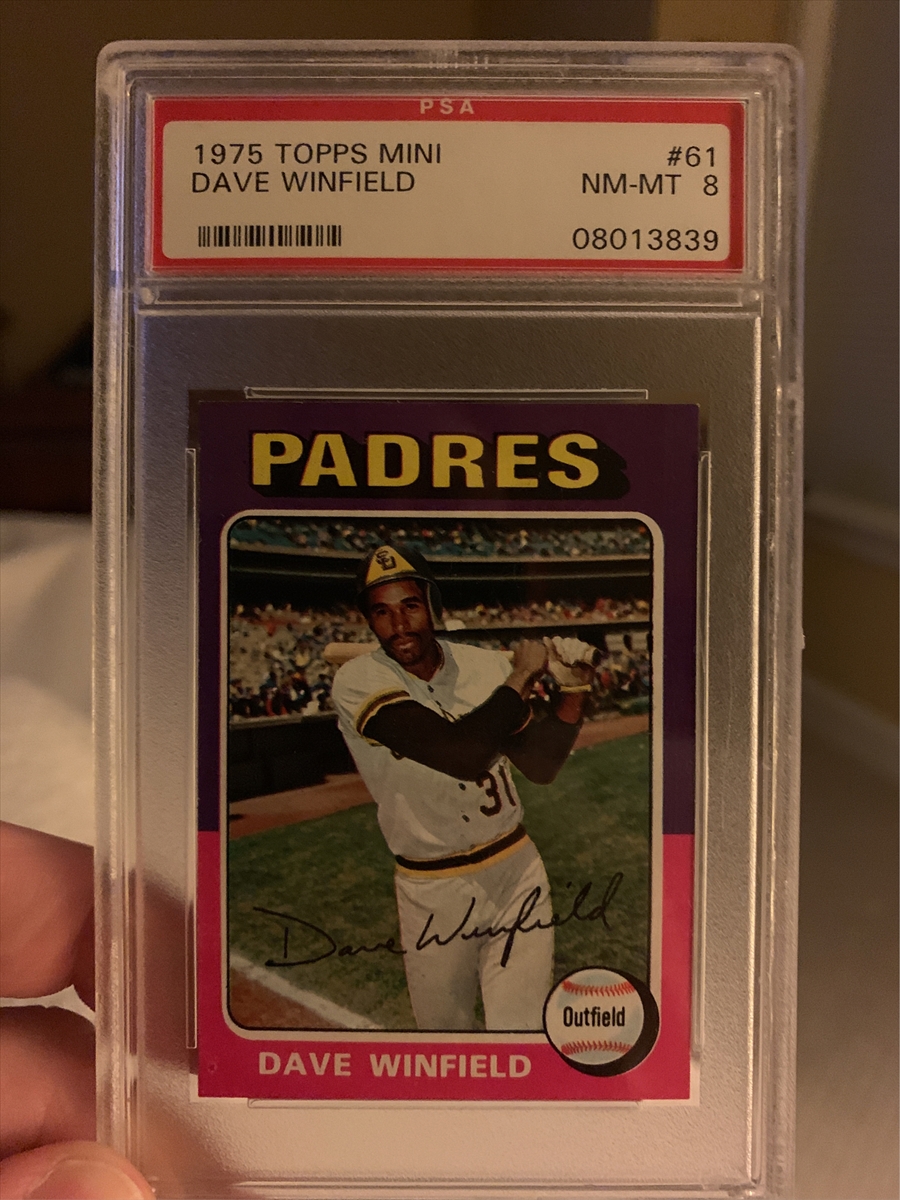 PSA
1975 TOPPS MINI #61
DAVE WINFIELD NM-MT 8
08013839
PADRES
SD
31
Dave Winfield
Outfield
DAVE WINFIELD